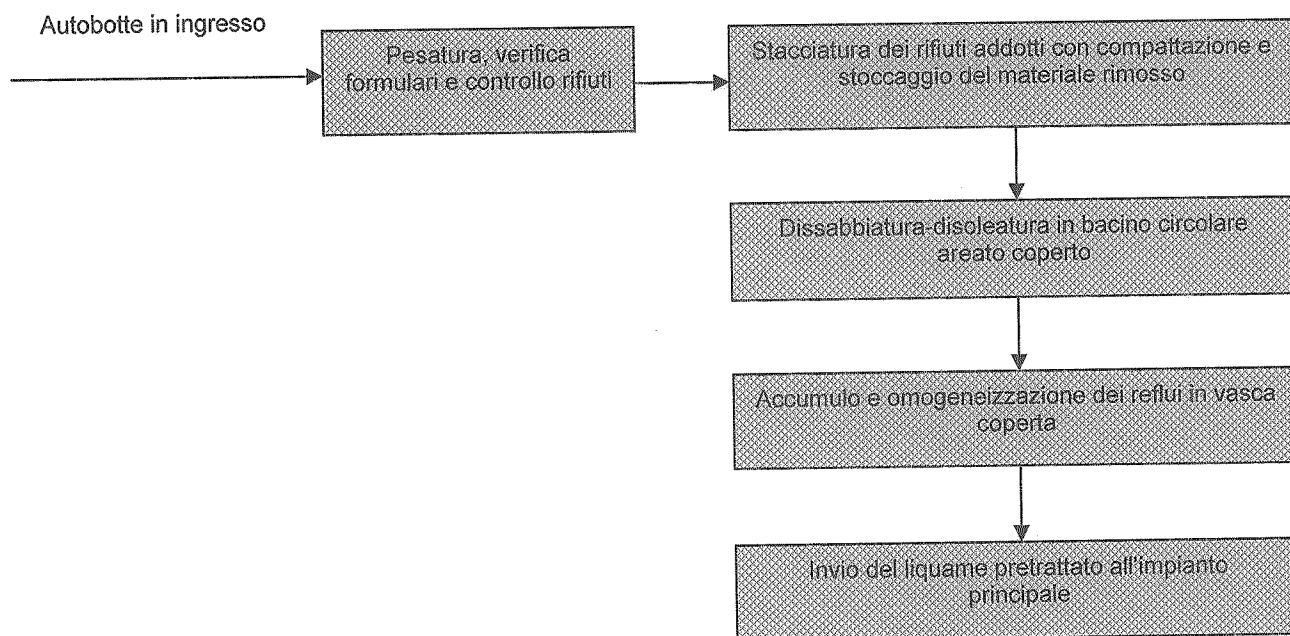 Autobotte in ingresso
Pesatura, verifica
formulari e controllo rifiuti
Stacciatura dei rifiuti addotti con compattazione e
stoccaggio del materiale rimosso
Dissabbiatura-disoleatura in bacino circolare
areato coperto
Accumulo e omogeneizzazione dei reflui in vasca
coperta
Invio del liquame pretrattato all'impianto
principale